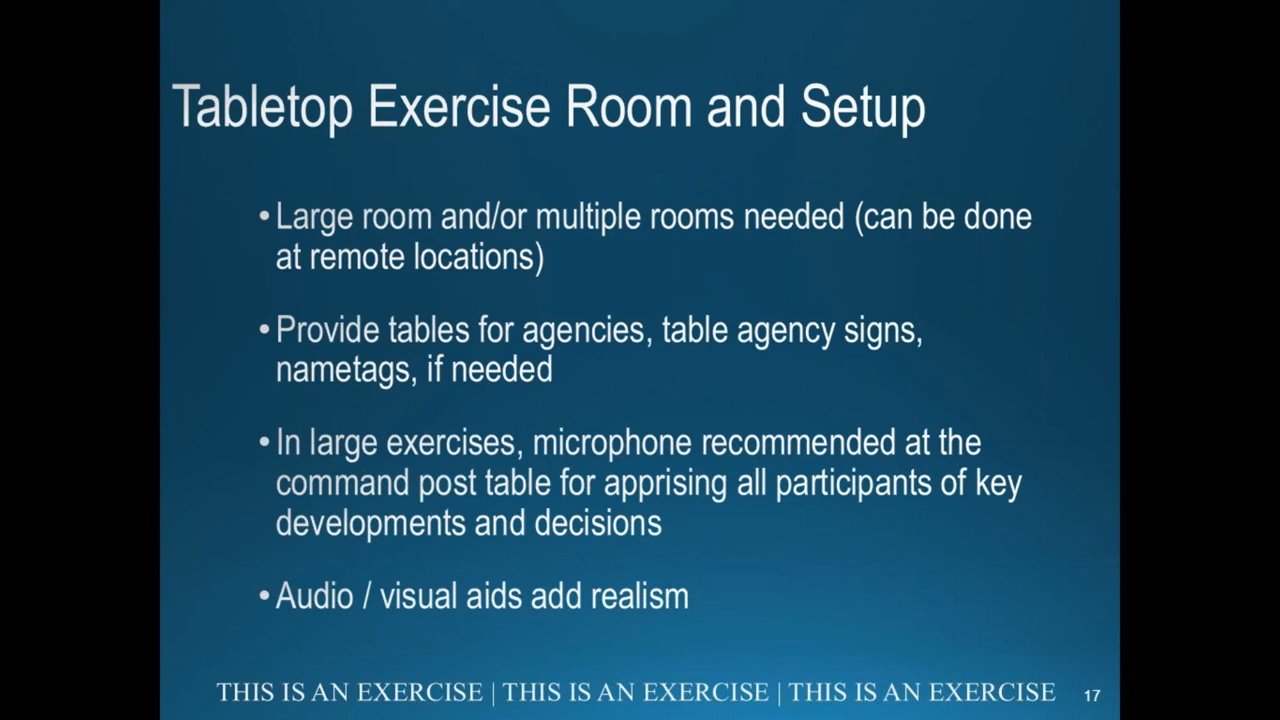 Tabletop Exercise Room and Setup
• Large room and/or multiple rooms needed (can be done
at remote locations)
• Provide tables for agencies, table agency signs,
nametags, if needed
• In large exercises, microphone recommended at the
command post table for apprising all participants of key
developments and decisions
• Audio / visual aids add realism
THIS IS AN EXERCISE | THIS IS AN EXERCISE | THIS IS AN EXERCISE 17